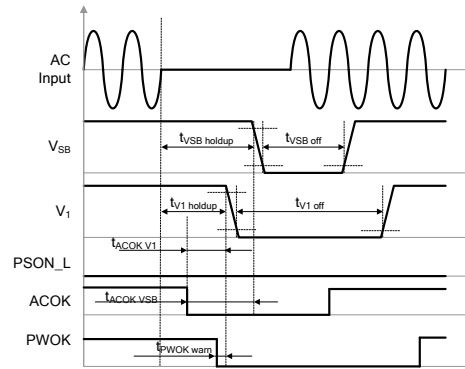 AC
Input
tVSB holdup
tVSB off
VSB
tV1 holdup
tV1 off
V1
tACOK V1
PSON_L
ACOK
tACOK VSB
PWOK
tPWOK warn